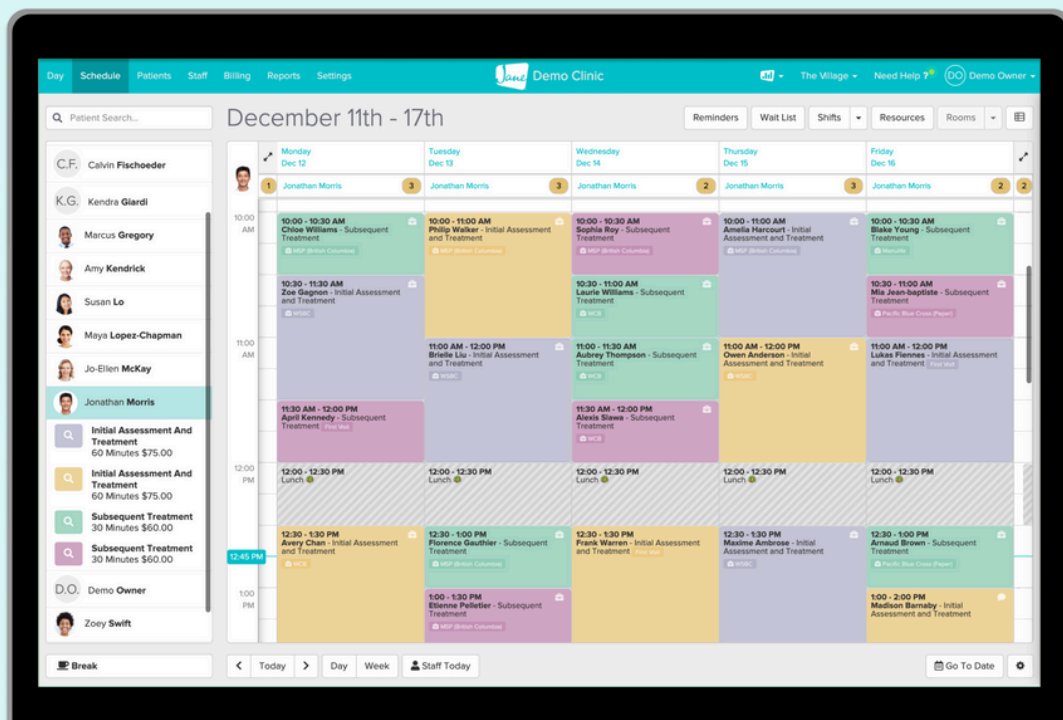 Day Schedule Patients Staff Billing Reports Settings
Jane Demo Clinic
The Village Need Help ? DO Demo Owner
Patient Search...
December 11th - 17th
Reminders Wait List Shifts Resources Rooms
C.F. Calvin Fischoeder
K.G. Kendra Giardi
Marcus Gregory
Amy Kendrick
Susan Lo
Maya Lopez-Chapman
Jo-Ellen McKay
Jonathan Morris
Initial Assessment And
Treatment
60 Minutes $75.00
Initial Assessment And
Treatment
60 Minutes $75.00
Subsequent Treatment
30 Minutes $60.00
Subsequent Treatment
30 Minutes $60.00
D.O. Demo Owner
Zoey Swift
Break
Monday
Dec 12
Tuesday
Dec 13
Wednesday
Dec 14
Thursday
Dec 15
Friday
Dec 16
1 Jonathan Morris 3
Jonathan Morris 3
Jonathan Morris 2
Jonathan Morris 3
Jonathan Morris 2
2
10:00
AM
11:00
AM
12:00
PM
12:45 PM
1:00
PM
10:00 - 10:30 AM
Chloe Williams - Subsequent
Treatment
MSP (British Columbia)
10:30 - 11:30 AM
Zoe Gagnon - Initial Assessment
and Treatment
WSBC
11:30 AM - 12:00 PM
April Kennedy - Subsequent
Treatment First Visit
12:00 - 12:30 PM
Lunch
12:30 - 1:30 PM
Avery Chan - Initial Assessment
and Treatment
WCB
10:00 - 11:00 AM
Philip Walker - Initial Assessment
and Treatment
MSP (British Columbia)
11:00 AM - 12:00 PM
Brielle Liu - Initial Assessment
and Treatment
WSBC
12:00 - 12:30 PM
Lunch
12:30 - 1:00 PM
Florence Gauthier - Subsequent
Treatment
MSP (British Columbia)
1:00 - 1:30 PM
Etienne Pelletier - Subsequent
Treatment
MSP (British Columbia)
10:00 - 10:30 AM
Sophia Roy - Subsequent
Treatment
MSP (British Columbia)
10:30 - 11:00 AM
Laurie Williams - Subsequent
Treatment
WCB
11:00 - 11:30 AM
Aubrey Thompson - Subsequent
Treatment
WCB
11:30 AM - 12:00 PM
Alexis Slawa - Subsequent
Treatment
WCB
12:00 - 12:30 PM
Lunch
12:30 - 1:30 PM
Frank Warren - Initial Assessment
and Treatment First Visit
10:00 - 11:00 AM
Amelia Harcourt - Initial
Assessment and Treatment
MSP (British Columbia)
11:00 AM - 12:00 PM
Owen Anderson - Initial
Assessment and Treatment
WSBC
12:00 - 12:30 PM
Lunch
12:30 - 1:30 PM
Maxime Ambrose - Initial
Assessment and Treatment
WSBC
10:00 - 10:30 AM
Blake Young - Subsequent
Treatment
Manulife
10:30 - 11:00 AM
Mia Jean-baptiste - Subsequent
Treatment
Pacific Blue Cross (Paper)
11:00 AM - 12:00 PM
Lukas Fiennes - Initial Assessment
and Treatment First Visit
12:00 - 12:30 PM
Lunch
12:30 - 1:00 PM
Arnaud Brown - Subsequent
Treatment
Pacific Blue Cross (Paper)
1:00 - 2:00 PM
Madison Barnaby - Initial
Assessment and Treatment
Today Day Week Staff Today Go To Date